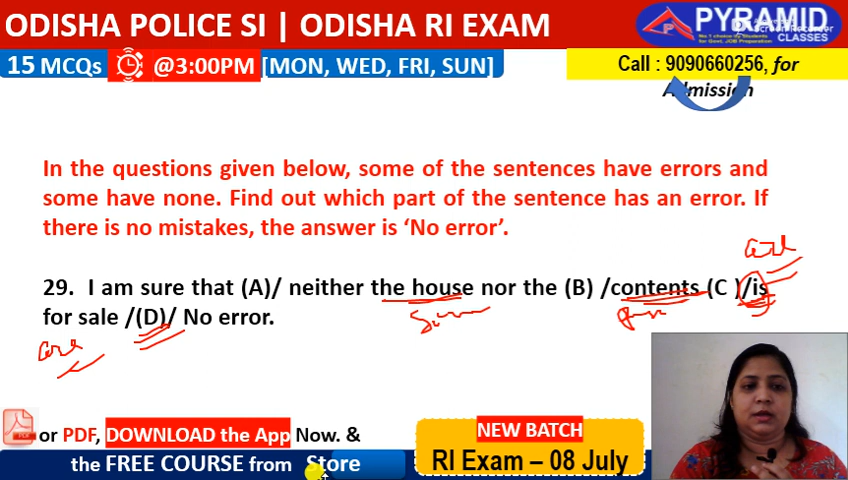 ODISHA POLICE SI | ODISHA RI EXAM
PYRAMID
CLASSES
15 MCQs @3:00PM [MON, WED, FRI, SUN]
Call : 9090660256, for
Admission
In the questions given below, some of the sentences have errors and
some have none. Find out which part of the sentence has an error. If
there is no mistakes, the answer is ‘No error’.
are
29. I am sure that (A)/ neither the house nor the (B) /contents (C )/is
for sale /(D)/ No error.
are
or PDF, DOWNLOAD the App Now. &
the FREE COURSE from Store
NEW BATCH
RI Exam – 08 July